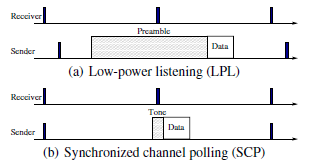 Receiver
Preamble
Sender
Data
(a) Low-power listening (LPL)
Receiver
Tone
Sender
Data
(b) Synchronized channel polling (SCP)